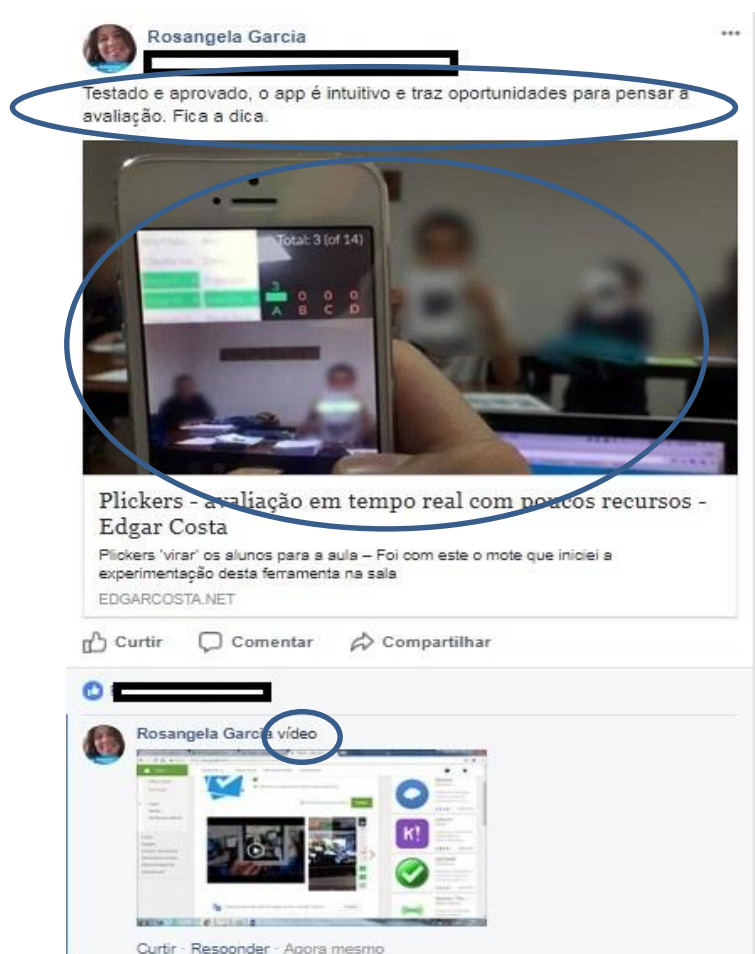 Rosangela Garcia
Testado e aprovado, o app é intuitivo e traz oportunidades para pensar a
avaliação. Fica a dica.
Total: 3 (of 14)
3 0 0 0
A B C D
Plickers - avaliação em tempo real com poucos recursos -
Edgar Costa
Plickers 'virar' os alunos para a aula – Foi com este o mote que iniciei a
experimentação desta ferramenta na sala
EDGARCOSTA.NET
Curtir Comentar Compartilhar
Rosangela Garcia vídeo
K!
Curtir · Responder · Agora mesmo